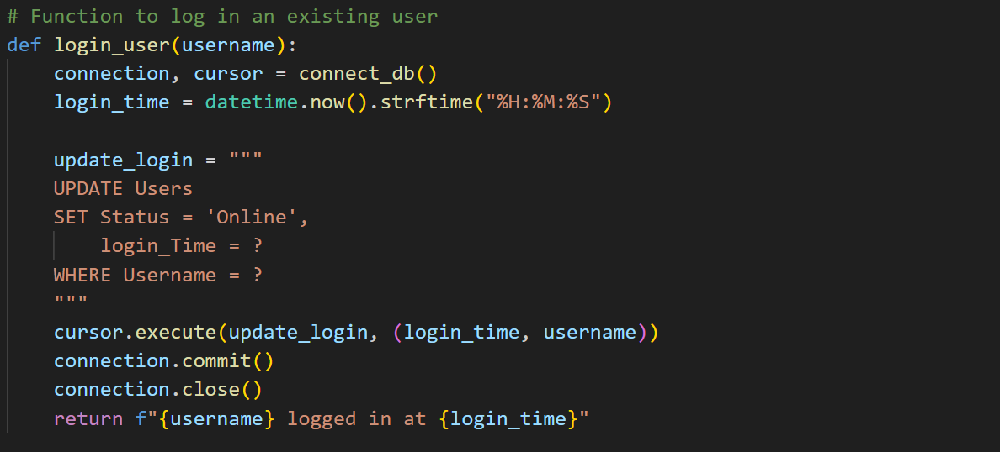 # Function to log in an existing user
def login_user(username):
    connection, cursor = connect_db()
    login_time = datetime.now().strftime("%H:%M:%S")

    update_login = """
    UPDATE Users
    SET Status = 'Online',
        login_Time = ?
    WHERE Username = ?
    """
    cursor.execute(update_login, (login_time, username))
    connection.commit()
    connection.close()
    return f"{username} logged in at {login_time}"